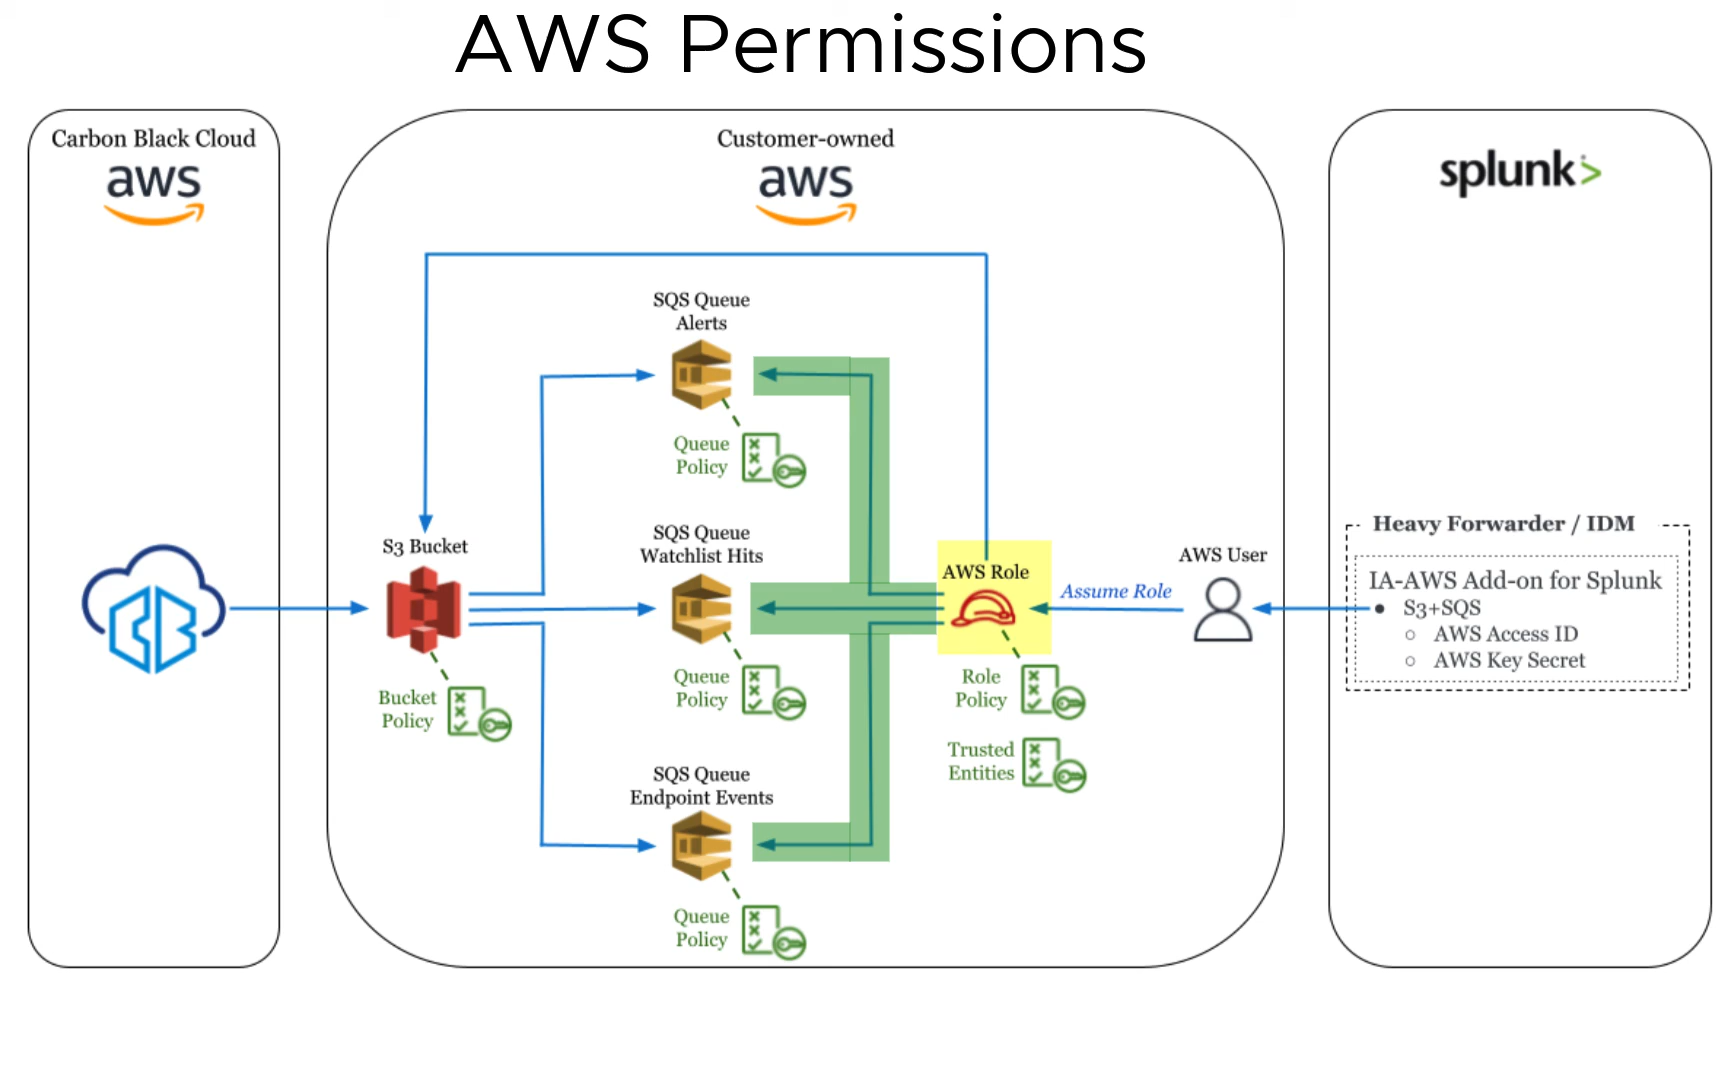 AWS Permissions
Carbon Black Cloud
aws
Customer-owned
aws
splunk>
SQS Queue
Alerts
Queue
Policy
S3 Bucket
Bucket
Policy
SQS Queue
Watchlist Hits
Queue
Policy
SQS Queue
Endpoint Events
Queue
Policy
AWS Role
Role
Policy
Trusted
Entities
Assume Role
AWS User
Heavy Forwarder / IDM
IA-AWS Add-on for Splunk
● S3+SQS
○ AWS Access ID
○ AWS Key Secret